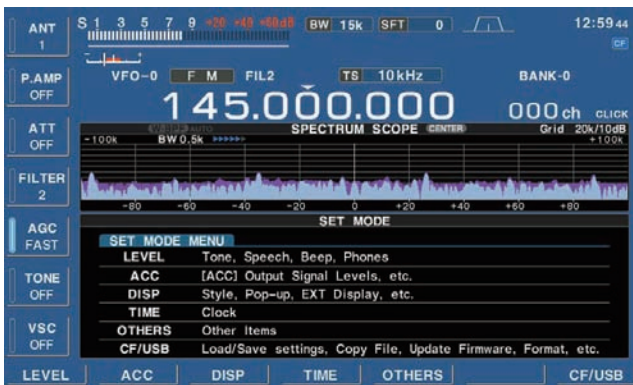 ANT
1
S 1 3 5 7 9 +20 +40 +60dB
BW 15k SFT 0
12:59 44
CF
P.AMP
OFF
VFO-0 FM FIL2 TS 10kHz BANK-0
145.000.000
000 ch CLICK
ATT
OFF
AUTO SPECTRUM SCOPE CENTER Grid 20k/10dB
-100k BW 0.5k +100k
FILTER
2
-80 -60 -40 -20 0 +20 +40 +60 +80
SET MODE
AGC
FAST
SET MODE MENU
LEVEL Tone, Speech, Beep, Phones
ACC [ACC] Output Signal Levels, etc.
TONE
OFF
DISP Style, Pop-up, EXT Display, etc.
TIME Clock
VSC
OFF
OTHERS Other Items
CF/USB Load/Save settings, Copy File, Update Firmware, Format, etc.
LEVEL ACC DISP TIME OTHERS CF/USB